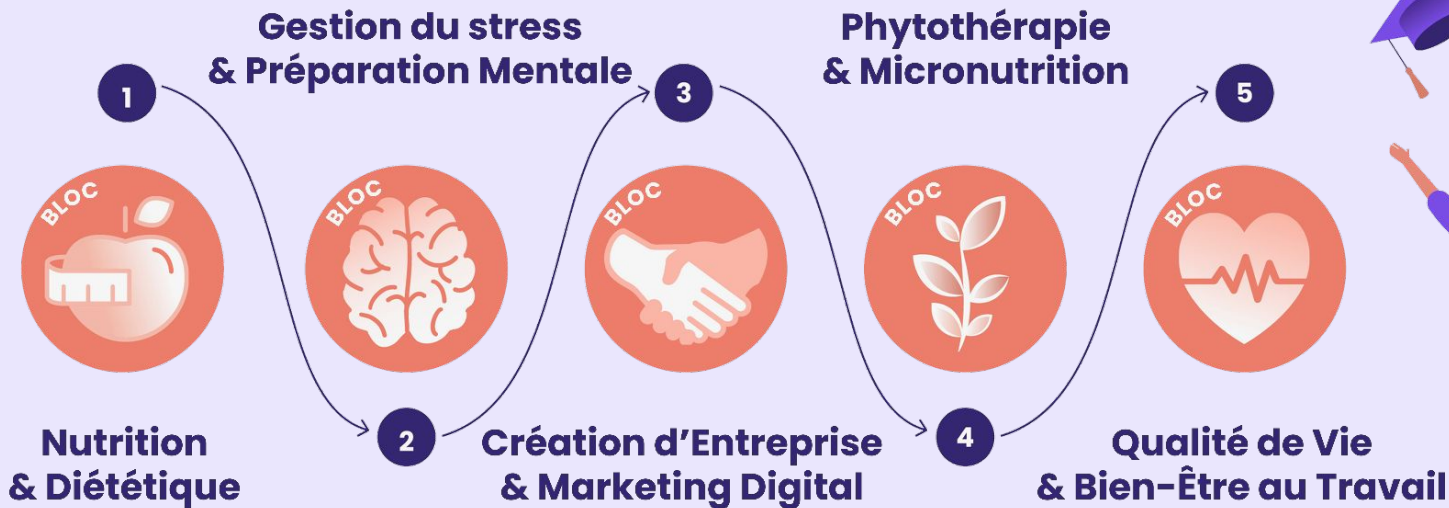 1
BLOC
Nutrition
& Diététique
Gestion du stress
& Préparation Mentale
BLOC
2
3
BLOC
Création d’Entreprise
& Marketing Digital
Phytothérapie
& Micronutrition
BLOC
4
5
BLOC
Qualité de Vie
& Bien-Être au Travail